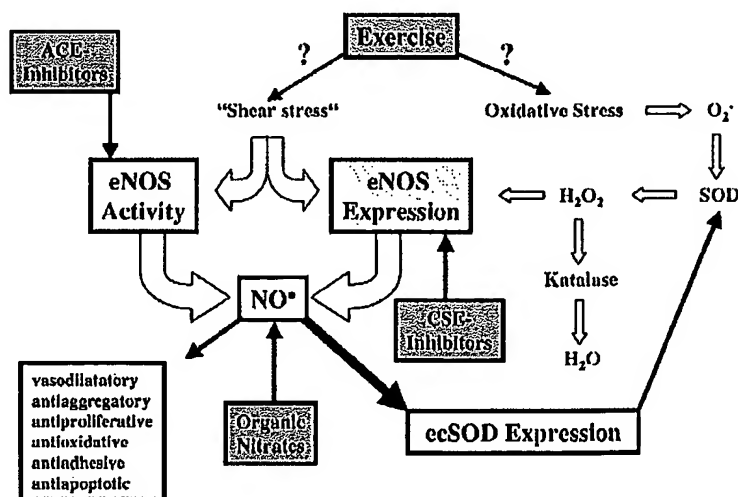 Exercise
ACE-
Inhibitors
?
?
“Shear stress“
Oxidative Stress
O₂•
eNOS
Activity
eNOS
Expression
H₂O₂
SOD
Katalase
NO•
CSE-
Inhibitors
H₂O
vasodilatatory
antiaggregatory
antiproliferative
antioxidative
antiadhesive
antiapoptotic
Organic
Nitrates
ecSOD Expression